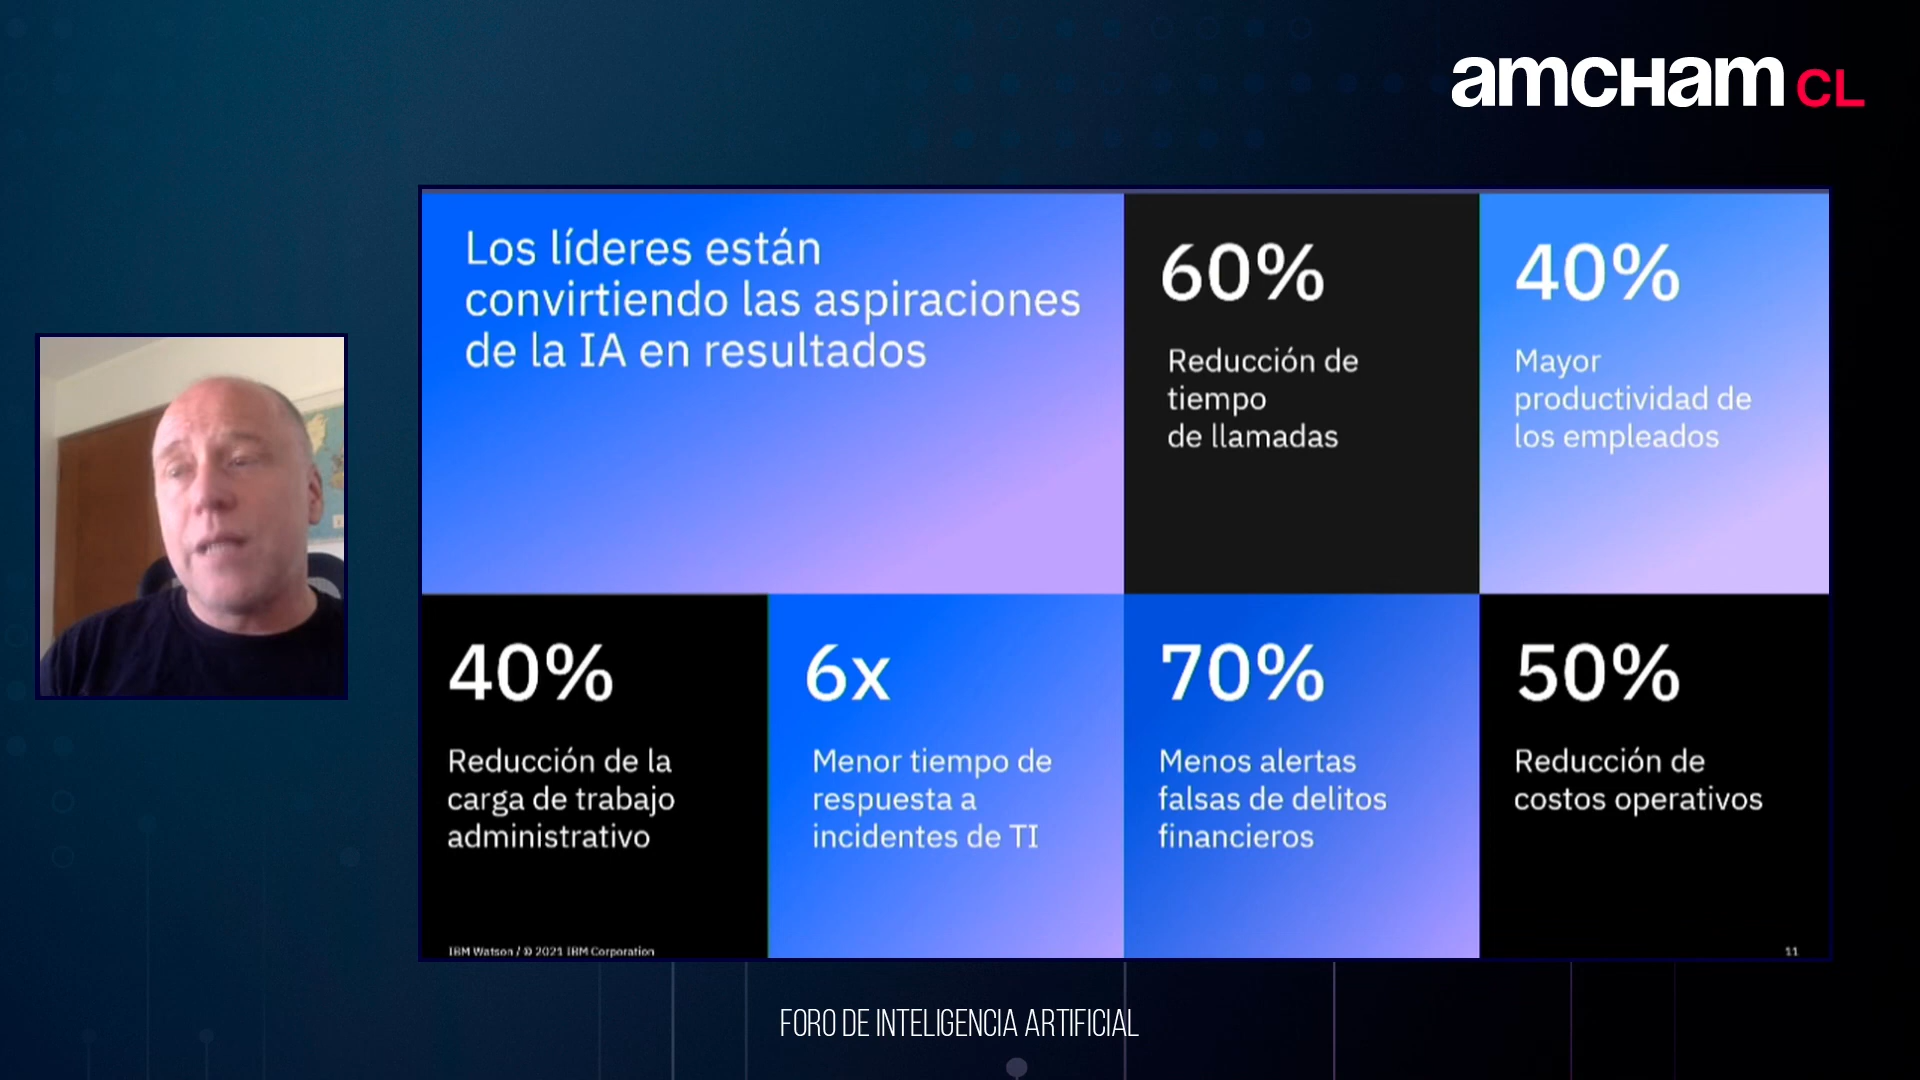 amcham CL
Los líderes están
convirtiendo las aspiraciones
de la IA en resultados
60%
Reducción de
tiempo
de llamadas
40%
Mayor
productividad de
los empleados
40%
Reducción de la
carga de trabajo
administrativo
6x
Menor tiempo de
respuesta a
incidentes de TI
70%
Menos alertas
falsas de delitos
financieros
50%
Reducción de
costos operativos
IBM Watson / © 2021 IBM Corporation
11
FORO DE INTELIGENCIA ARTIFICIAL